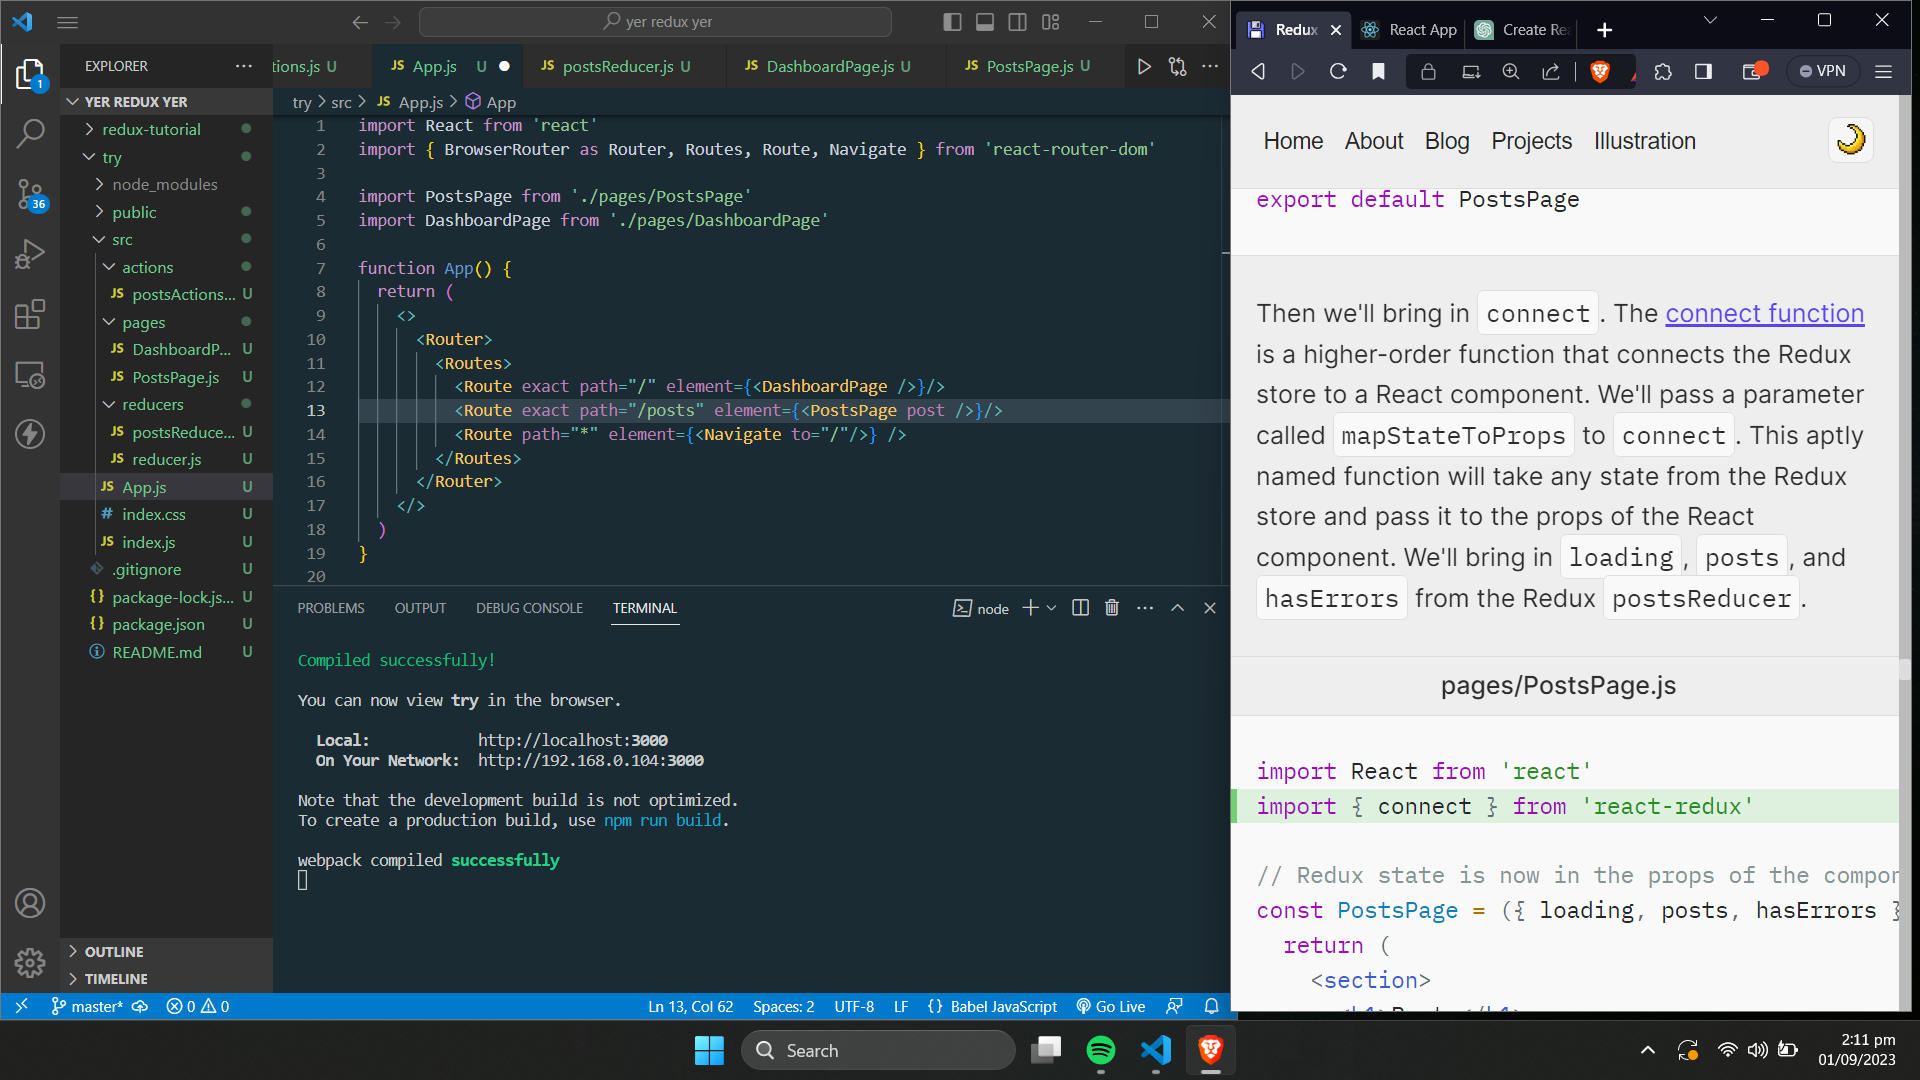 yer redux yer
EXPLORER
YER REDUX YER
redux-tutorial
try
node_modules
public
src
actions
postsActions... U
pages
DashboardP... U
PostsPage.js U
reducers
postsReduce... U
reducer.js U
App.js U
index.css U
index.js U
.gitignore U
package-lock.js... U
package.json U
README.md U
OUTLINE
TIMELINE
1
36
tions.js U
JS App.js U
JS postsReducer.js U
JS DashboardPage.js U
JS PostsPage.js U
try > src > JS App.js > App
1 import React from 'react'
2 import { BrowserRouter as Router, Routes, Route, Navigate } from 'react-router-dom'
3
4 import PostsPage from './pages/PostsPage'
5 import DashboardPage from './pages/DashboardPage'
6
7 function App() {
8 return (
9 <>
10 <Router>
11 <Routes>
12 <Route exact path="/" element={<DashboardPage />}/>
13 <Route exact path="/posts" element={<PostsPage post />}/>
14 <Route path="*" element={<Navigate to="/"/>} />
15 </Routes>
16 </Router>
17 </>
18 )
19 }
20
PROBLEMS OUTPUT DEBUG CONSOLE TERMINAL
node
Compiled successfully!
You can now view try in the browser.
Local: http://localhost:3000
On Your Network: http://192.168.0.104:3000
Note that the development build is not optimized.
To create a production build, use npm run build.
webpack compiled successfully
master* 0 0
Ln 13, Col 62 Spaces: 2 UTF-8 LF {} Babel JavaScript Go Live
Redux
React App
Create Rea
VPN
Home About Blog Projects Illustration
export default PostsPage
Then we'll bring in connect. The connect function
is a higher-order function that connects the Redux
store to a React component. We'll pass a parameter
called mapStateToProps to connect. This aptly
named function will take any state from the Redux
store and pass it to the props of the React
component. We'll bring in loading, posts, and
hasErrors from the Redux postsReducer.
pages/PostsPage.js
import React from 'react'
import { connect } from 'react-redux'
// Redux state is now in the props of the compon
const PostsPage = ({ loading, posts, hasErrors }
return (
<section>
Search
2:11 pm
01/09/2023